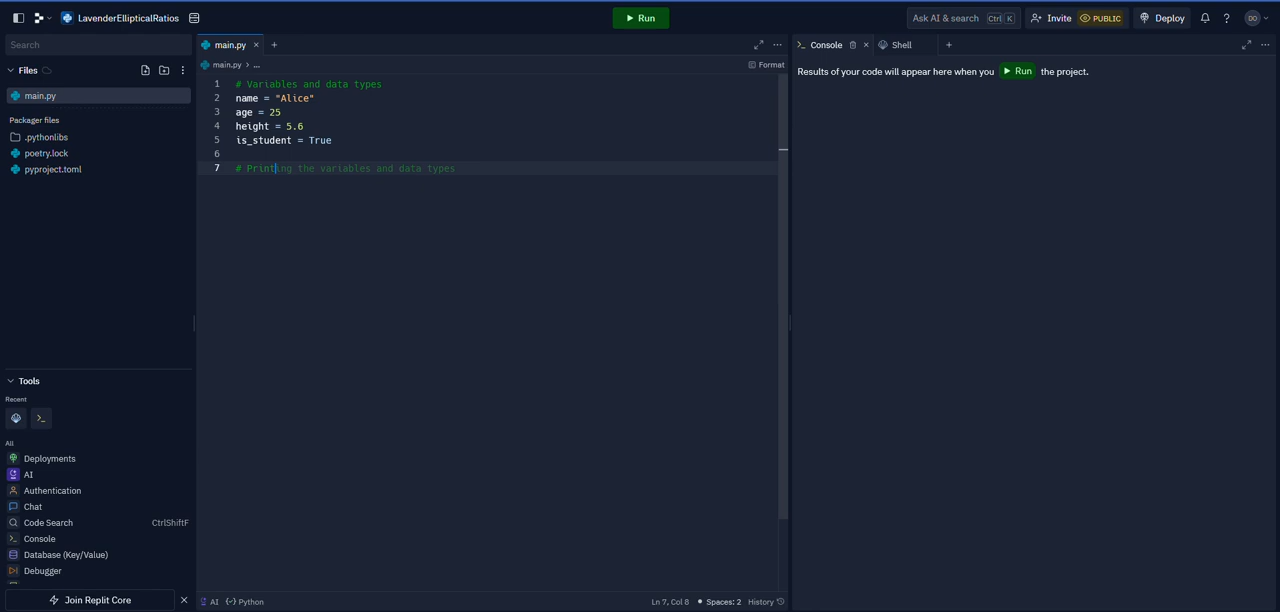 LavenderEllipticalRatios
Run
Ask AI & search Ctrl K
Invite PUBLIC
Deploy
?
DO
Search
Files
main.py
Packager files
.pythonlibs
poetry.lock
pyproject.toml
Tools
Recent
All
Deployments
AI
Authentication
Chat
Code Search CtrlShiftF
Console
Database (Key/Value)
Debugger
Join Replit Core
main.py
main.py > ...
Format
1 # Variables and data types
2 name = "Alice"
3 age = 25
4 height = 5.6
5 is_student = True
6
7 # Printing the variables and data types
AI Python
Ln 7, Col 8 Spaces: 2 History
Console Shell
Results of your code will appear here when you Run the project.